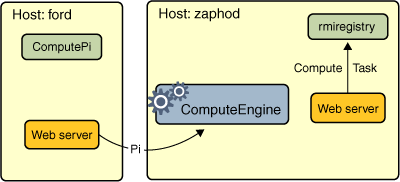 Host: ford
ComputePi
Web server
Pi
Host: zaphod
ComputeEngine
rmiregistry
Compute Task
Web server